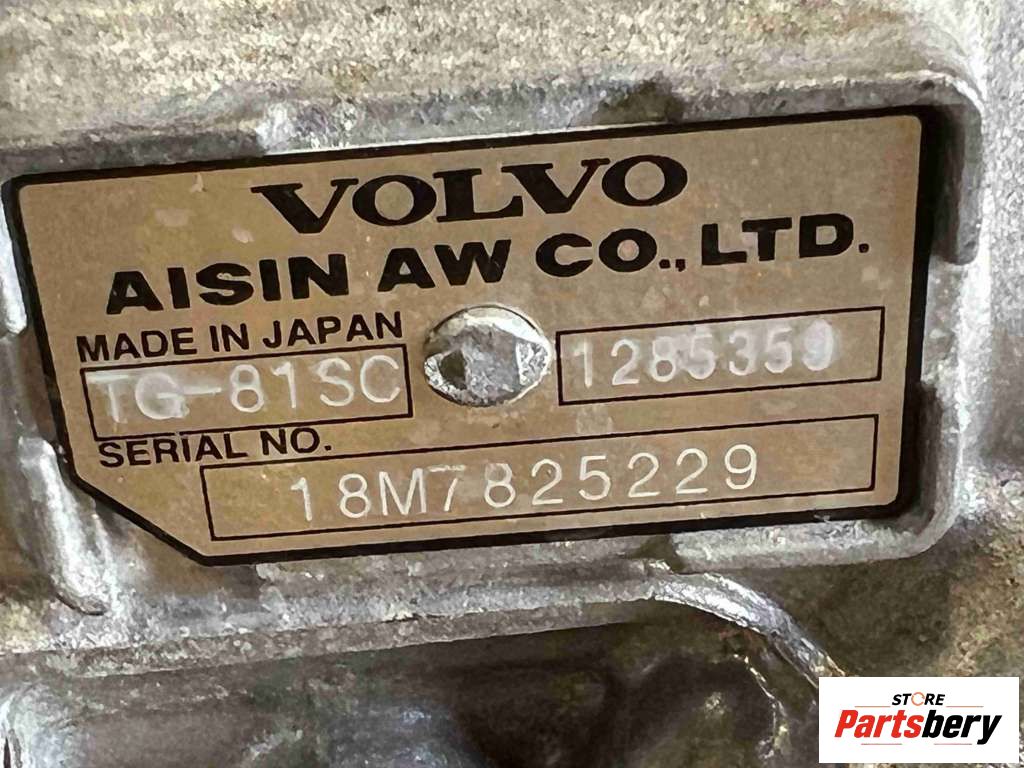 VOLVO
AISIN AW CO., LTD.
MADE IN JAPAN
TG-81SC
1285359
SERIAL NO.
18M7825229
STORE
Partsbery